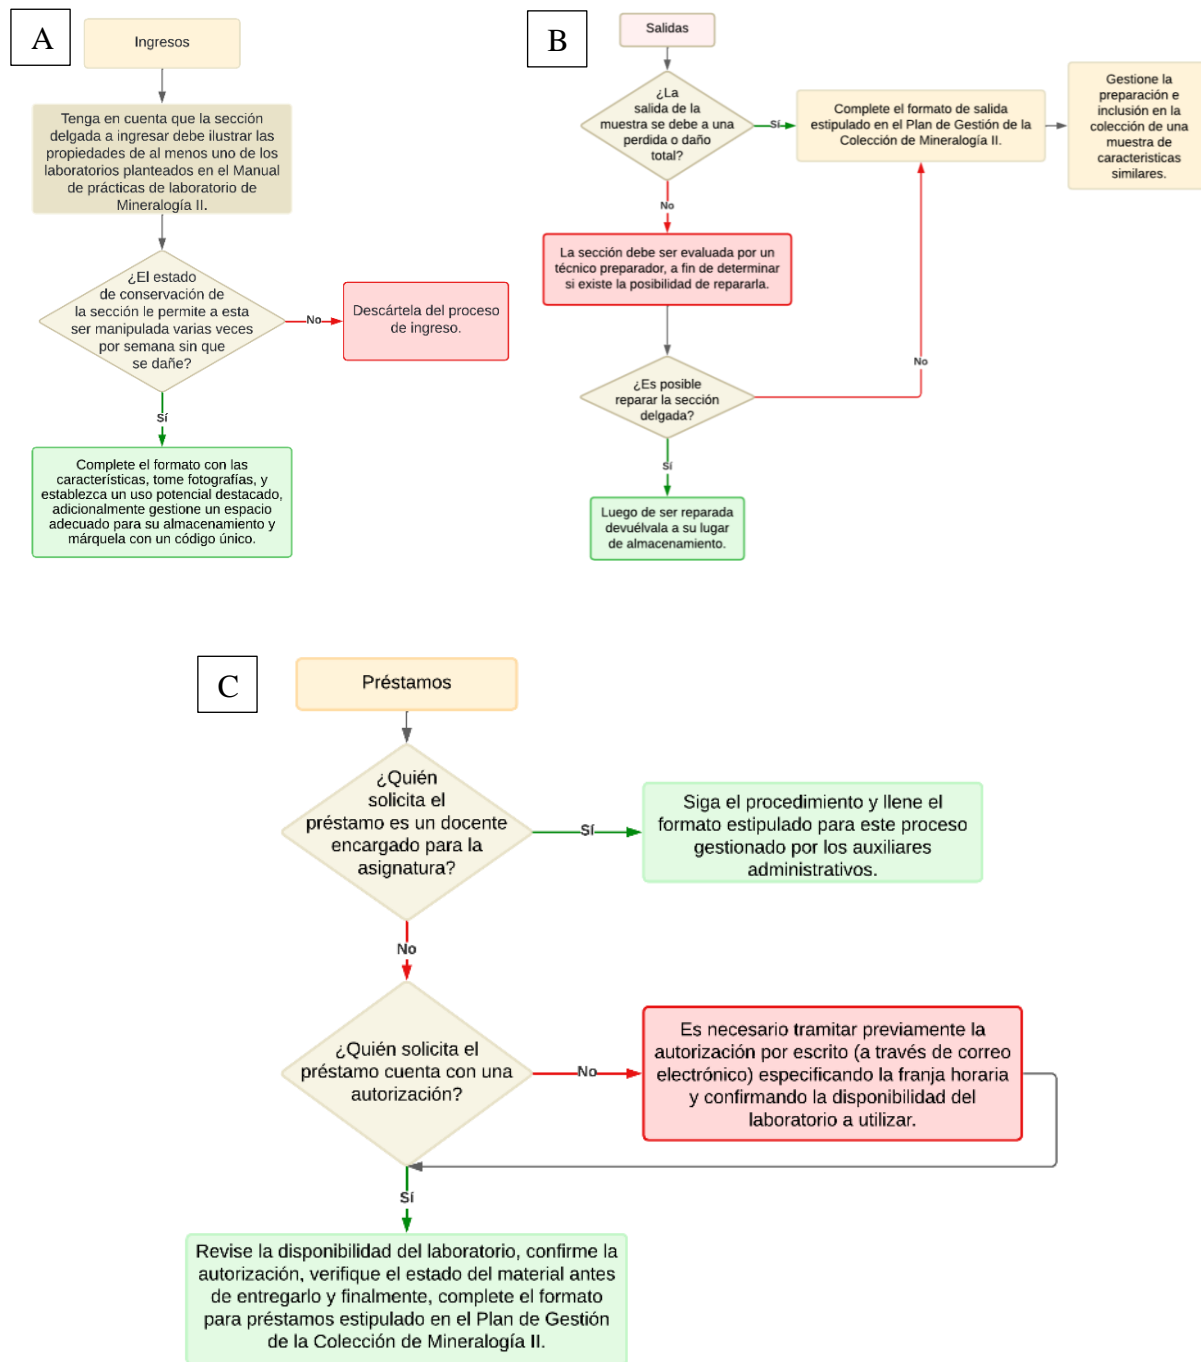 A
Ingresos
Tenga en cuenta que la sección
delgada a ingresar debe ilustrar las
propiedades de al menos uno de los
laboratorios planteados en el Manual
de prácticas de laboratorio de
Mineralogía II.
¿El estado
de conservación de
la sección le permite a esta
ser manipulada varias veces
por semana sin que
se dañe?
No
Descártela del proceso
de ingreso.
Sí
Complete el formato con las
características, tome fotografías, y
establezca un uso potencial destacado,
adicionalmente gestione un espacio
adecuado para su almacenamiento y
márquela con un código único.
B
Salidas
¿La
salida de la
muestra se debe a una
perdida o daño
total?
Sí
Complete el formato de salida
estipulado en el Plan de Gestión de la
Colección de Mineralogía II.
Gestione la
preparación e
inclusión en la
colección de una
muestra de
caracteristicas
similares.
No
La sección debe ser evaluada por un
técnico preparador, a fin de determinar
si existe la posibilidad de repararla.
¿Es posible
reparar la sección
delgada?
No
Sí
Luego de ser reparada
devuélvala a su lugar
de almacenamiento.
C
Préstamos
¿Quién
solicita el
préstamo es un docente
encargado para la
asignatura?
Sí
Siga el procedimiento y llene el
formato estipulado para este proceso
gestionado por los auxiliares
administrativos.
No
¿Quién solicita el
préstamo cuenta con una
autorización?
No
Es necesario tramitar previamente la
autorización por escrito (a través de correo
electrónico) especificando la franja horaria
y confirmando la disponibilidad del
laboratorio a utilizar.
Sí
Revise la disponibilidad del laboratorio, confirme la
autorización, verifique el estado del material antes
de entregarlo y finalmente, complete el formato
para préstamos estipulado en el Plan de Gestión
de la Colección de Mineralogía II.